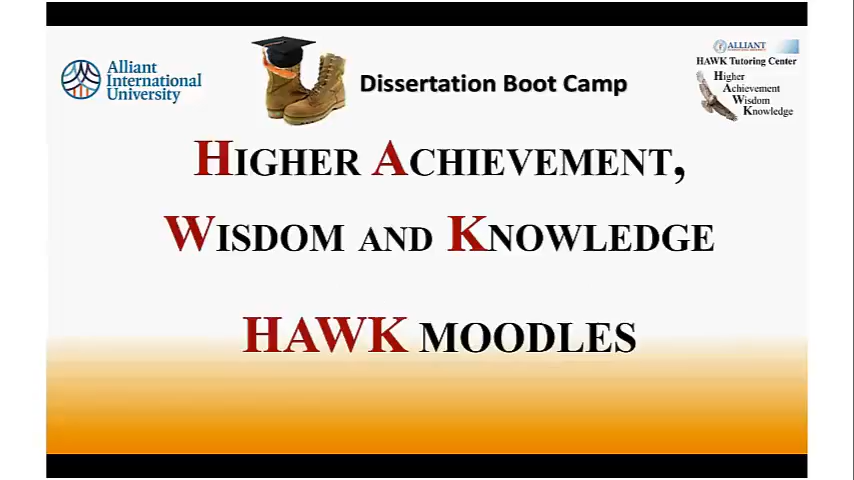 Alliant
International
University
Dissertation Boot Camp
ALLIANT
HAWK Tutoring Center
Higher
Achievement
Wisdom
Knowledge
HIGHER ACHIEVEMENT,
WISDOM AND KNOWLEDGE
HAWK MOODLES